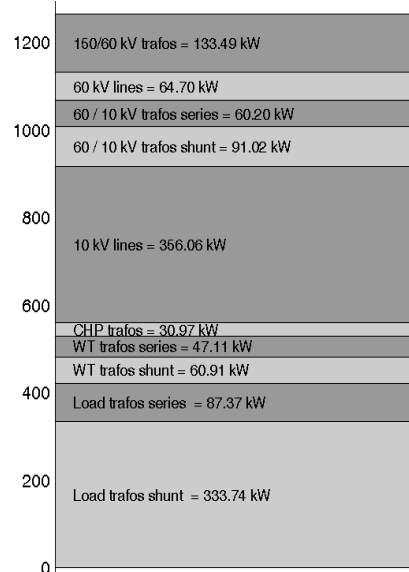 1200
150/60 kV trafos = 133.49 kW
60 kV lines = 64.70 kW
60 / 10 kV trafos series = 60.20 kW
1000
60 / 10 kV trafos shunt = 91.02 kW
800
10 kV lines = 356.06 kW
600
CHP trafos = 30.97 kW
WT trafos series = 47.11 kW
WT trafos shunt = 60.91 kW
400
Load trafos series = 87.37 kW
200
Load trafos shunt = 333.74 kW
0